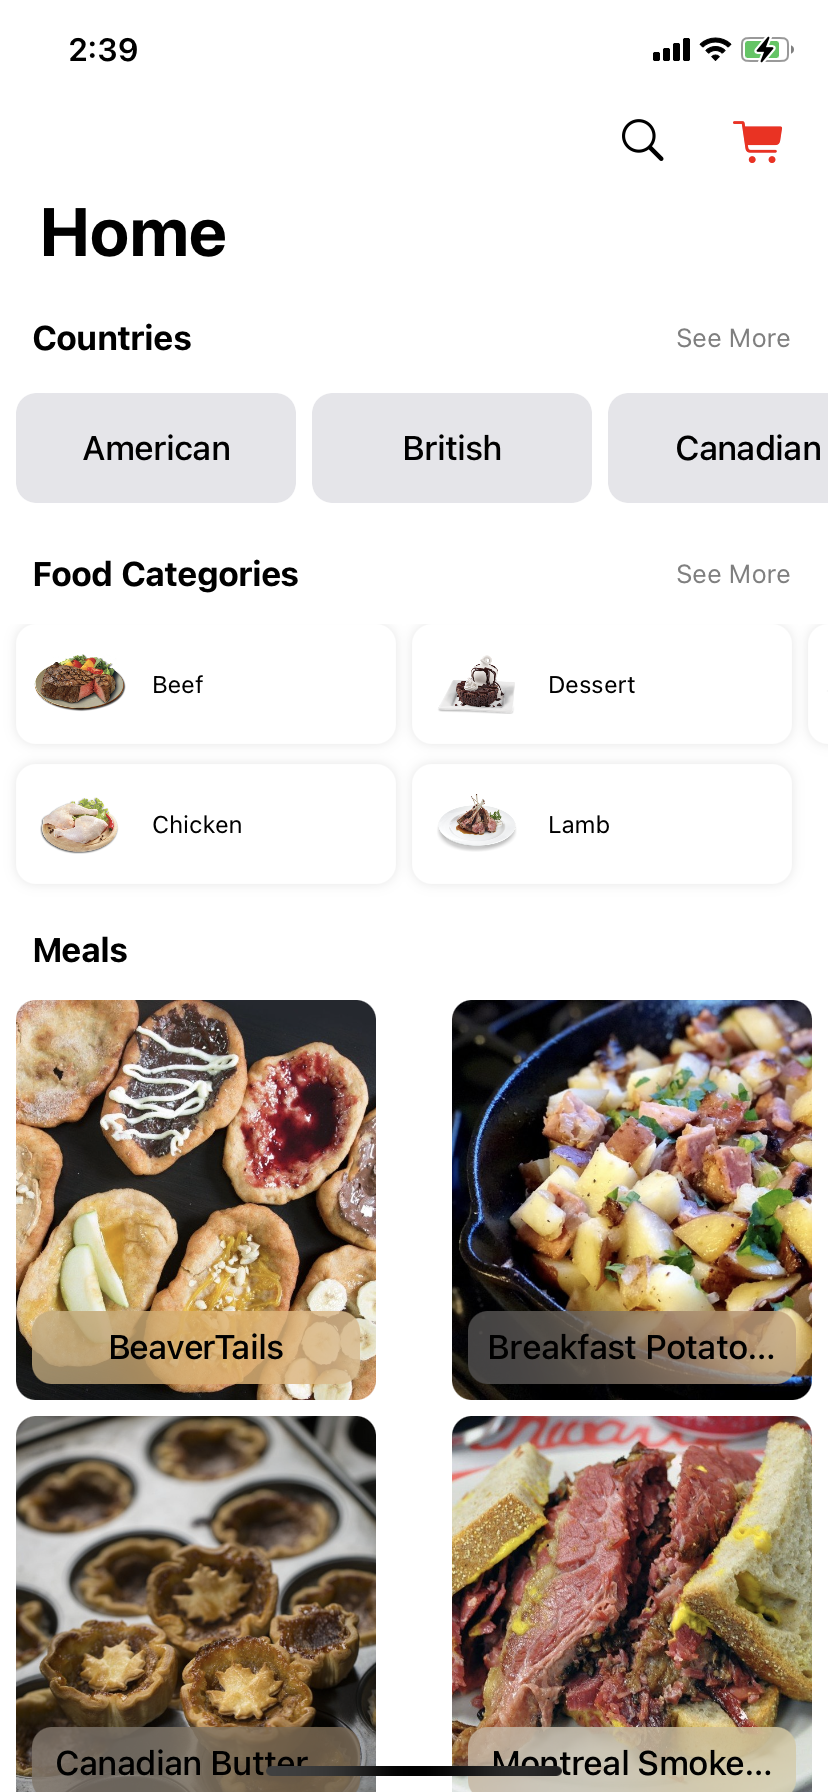 2:39
Home
Countries
See More
American
British
Canadian
Food Categories
See More
Beef
Dessert
Chicken
Lamb
Meals
BeaverTails
Breakfast Potato...
Canadian Butter
Montreal Smoke...